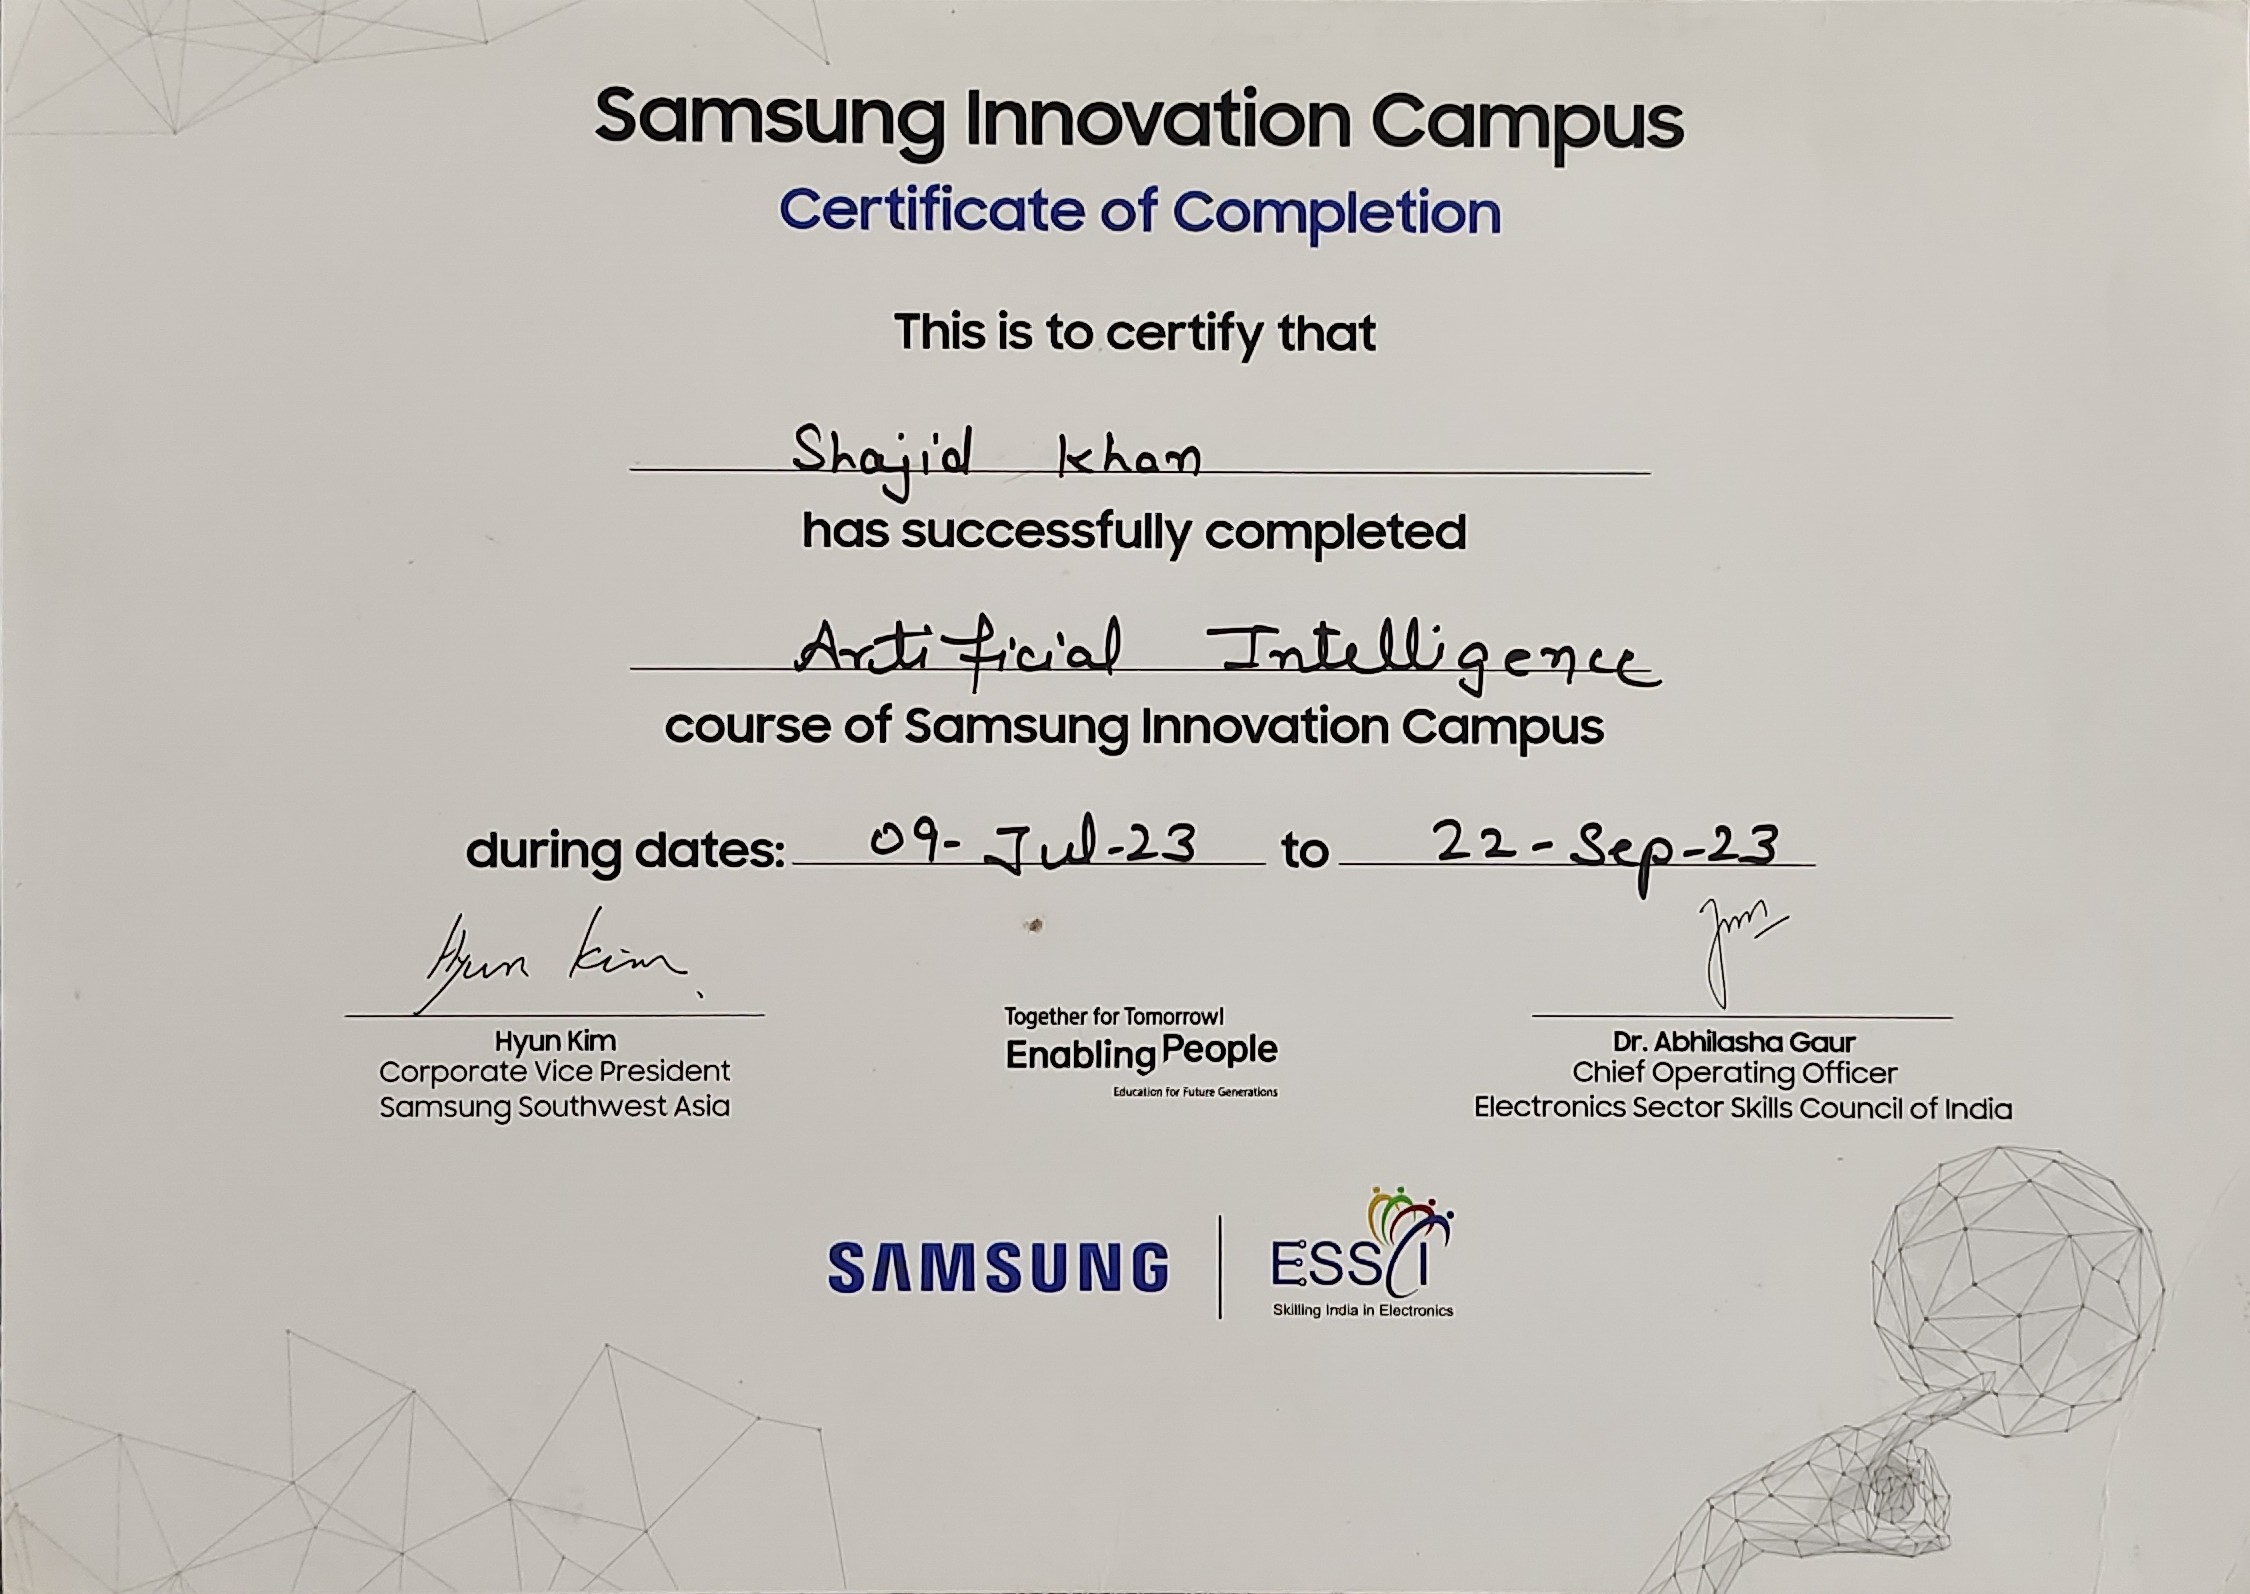 Samsung Innovation Campus
Certificate of Completion
This is to certify that
Shajid Khan
has successfully completed
Artificial Intelligence
course of Samsung Innovation Campus
during dates: 09-Jul-23 to 22-Sep-23
Hyun Kim
Hyun Kim
Corporate Vice President
Samsung Southwest Asia
Together for Tomorrow!
Enabling People
Education for Future Generations
Dr. Abhilasha Gaur
Chief Operating Officer
Electronics Sector Skills Council of India
SAMSUNG
ESSCI
Skilling India in Electronics